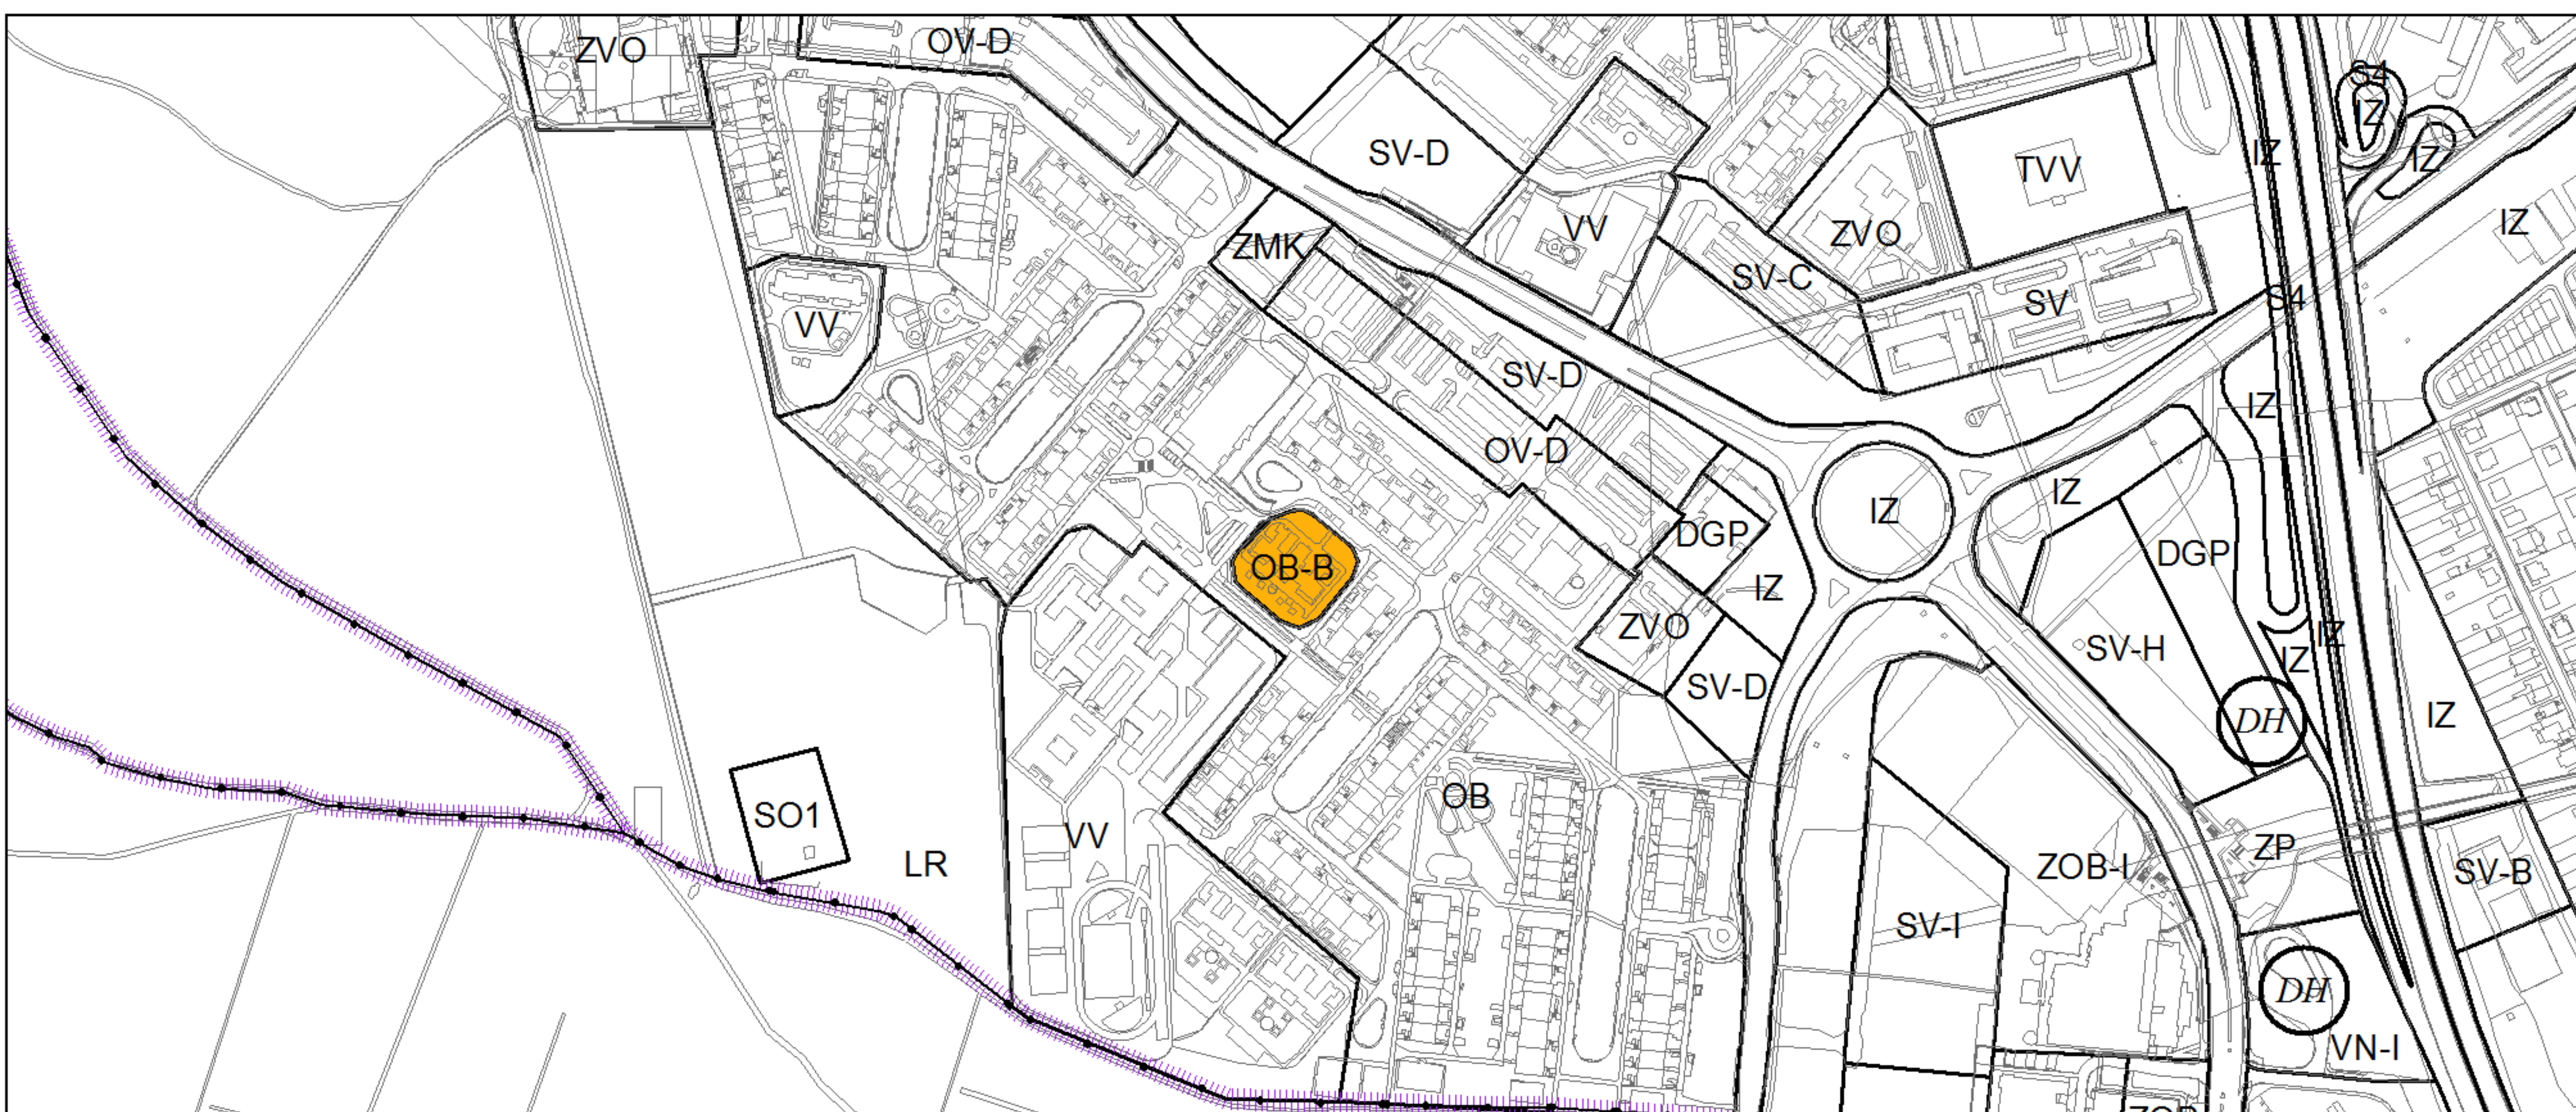 ZVO
OV-D
S4
IZ
SV-D
IZ
IZ
TVV
VV
ZVO
IZ
ZMK
SV-C
SV
S4
VV
SV-D
IZ
OV-D
IZ
IZ
DGP
DGP
OB-B
IZ
ZVO
IZ
SV-H
IZ
SV-D
DH
IZ
OB
SO1
VV
ZP
LR
ZOB-I
SV-B
SV-I
DH
VN-I